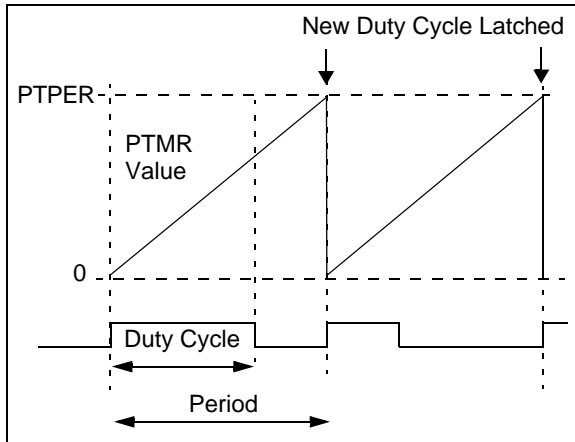 New Duty Cycle Latched
PTPER
PTMR
Value
0
Duty Cycle
Period